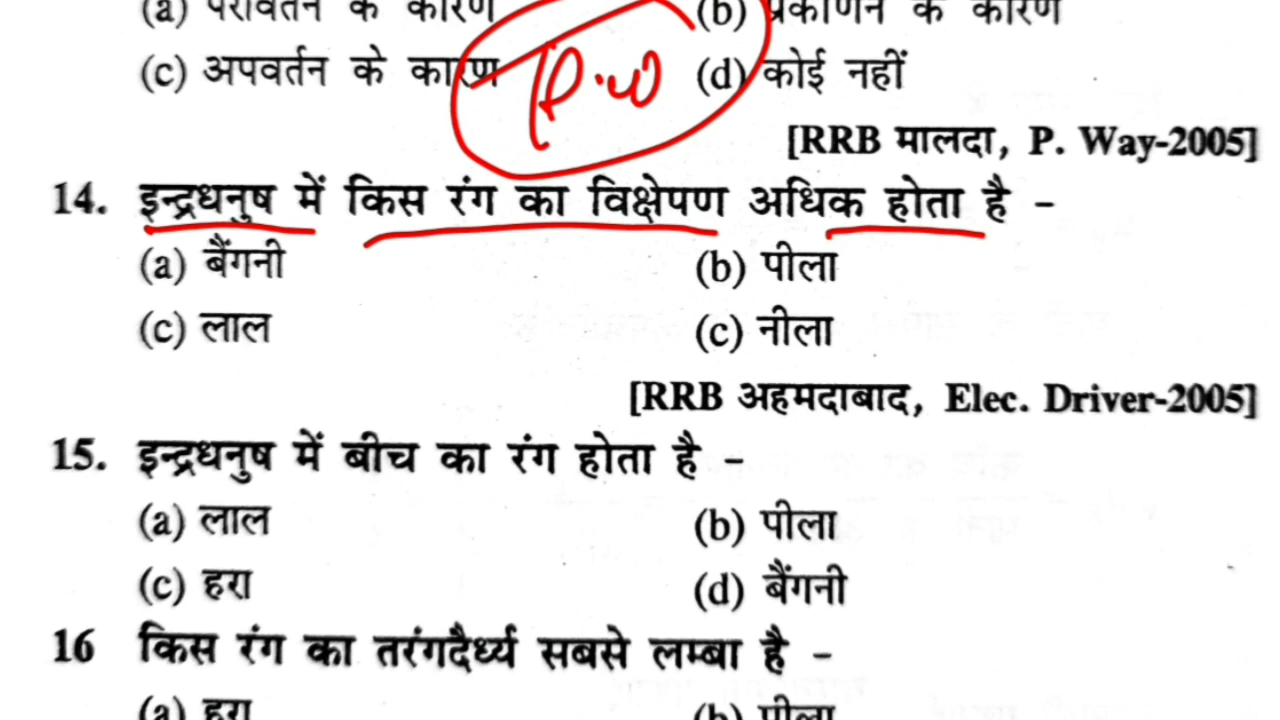 (a) परावर्तन के कारण (b) प्रकीर्णन के कारण
(c) अपवर्तन के कारण (d) कोई नहीं
[RRB मालदा, P. Way-2005]
14. इन्द्रधनुष में किस रंग का विक्षेपण अधिक होता है -
(a) बैंगनी (b) पीला
(c) लाल (c) नीला
[RRB अहमदाबाद, Elec. Driver-2005]
15. इन्द्रधनुष में बीच का रंग होता है -
(a) लाल (b) पीला
(c) हरा (d) बैंगनी
16 किस रंग का तरंगदैर्ध्य सबसे लम्बा है -
(a) हरा (b) पीला